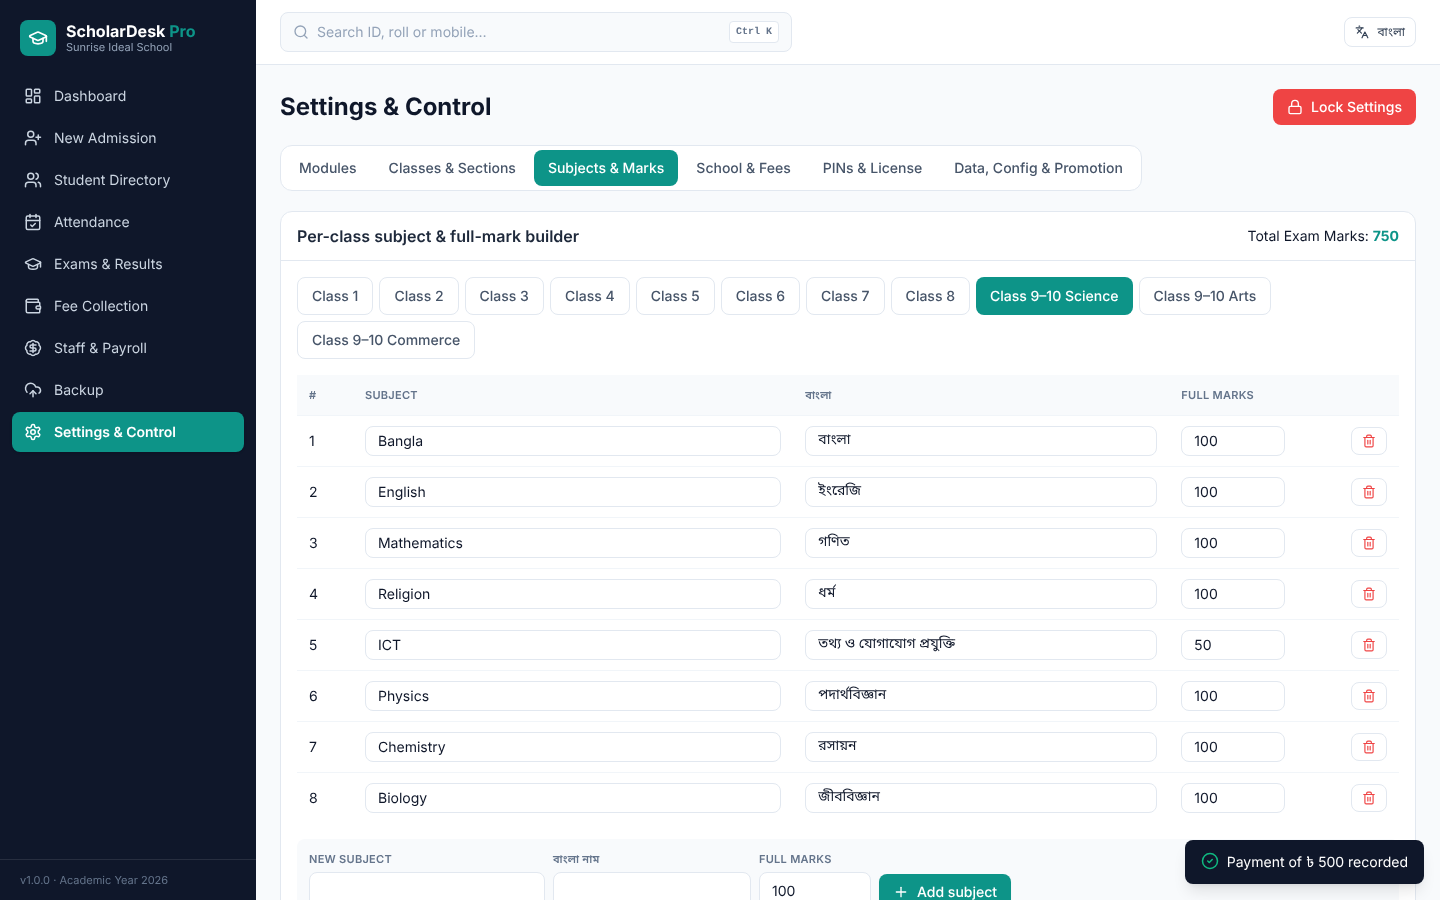 ScholarDesk Pro
Sunrise Ideal School
Dashboard
New Admission
Student Directory
Attendance
Exams & Results
Fee Collection
Staff & Payroll
Backup
Settings & Control
v1.0.0 · Academic Year 2026
Search ID, roll or mobile...
Ctrl K
বাংলা
Settings & Control
Lock Settings
Modules
Classes & Sections
Subjects & Marks
School & Fees
PINs & License
Data, Config & Promotion
Per-class subject & full-mark builder
Total Exam Marks: 750
Class 1
Class 2
Class 3
Class 4
Class 5
Class 6
Class 7
Class 8
Class 9–10 Science
Class 9–10 Arts
Class 9–10 Commerce
# SUBJECT বাংলা FULL MARKS
1 Bangla বাংলা 100
2 English ইংরেজি 100
3 Mathematics গণিত 100
4 Religion ধর্ম 100
5 ICT তথ্য ও যোগাযোগ প্রযুক্তি 50
6 Physics পদার্থবিজ্ঞান 100
7 Chemistry রসায়ন 100
8 Biology জীববিজ্ঞান 100
NEW SUBJECT বাংলা নাম FULL MARKS
100
Add subject
Payment of ৳ 500 recorded